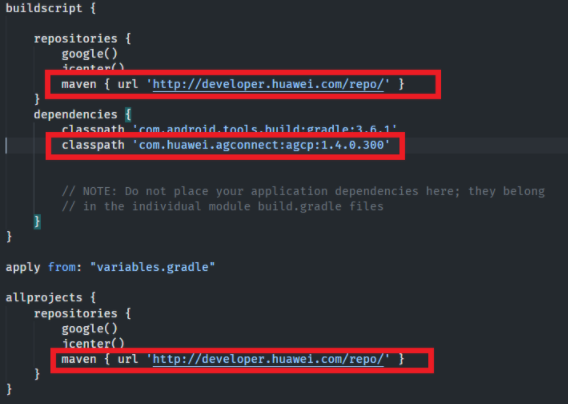 buildscript {
repositories {
google()
jcenter()
maven { url 'http://developer.huawei.com/repo/' }
}
dependencies {
classpath 'com.android.tools.build:gradle:3.6.1'
classpath 'com.huawei.agconnect:agcp:1.4.0.300'
// NOTE: Do not place your application dependencies here; they belong
// in the individual module build.gradle files
}
}
apply from: "variables.gradle"
allprojects {
repositories {
google()
jcenter()
maven { url 'http://developer.huawei.com/repo/' }
}
}